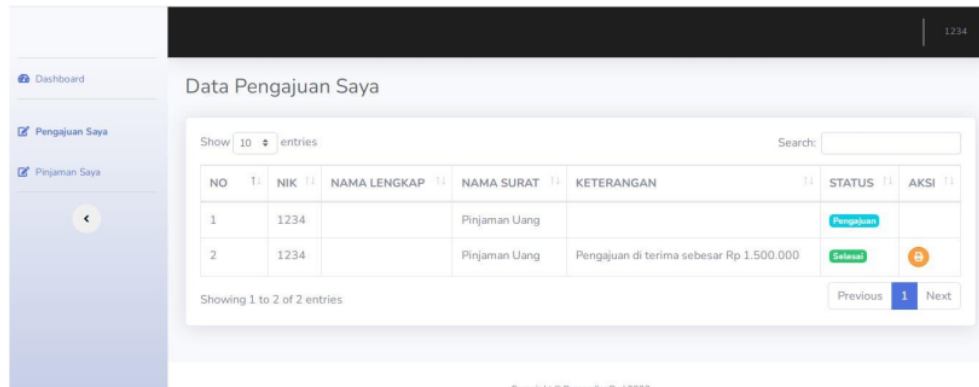 1234
Dashboard
Data Pengajuan Saya
Pengajuan Saya
Pinjaman Saya
Show 10 entries
Search:
NO NIK NAMA LENGKAP NAMA SURAT KETERANGAN STATUS AKSI
1 1234 Pinjaman Uang Pengajuan
2 1234 Pinjaman Uang Pengajuan di terima sebesar Rp 1.500.000 Selesai
Showing 1 to 2 of 2 entries
Previous 1 Next